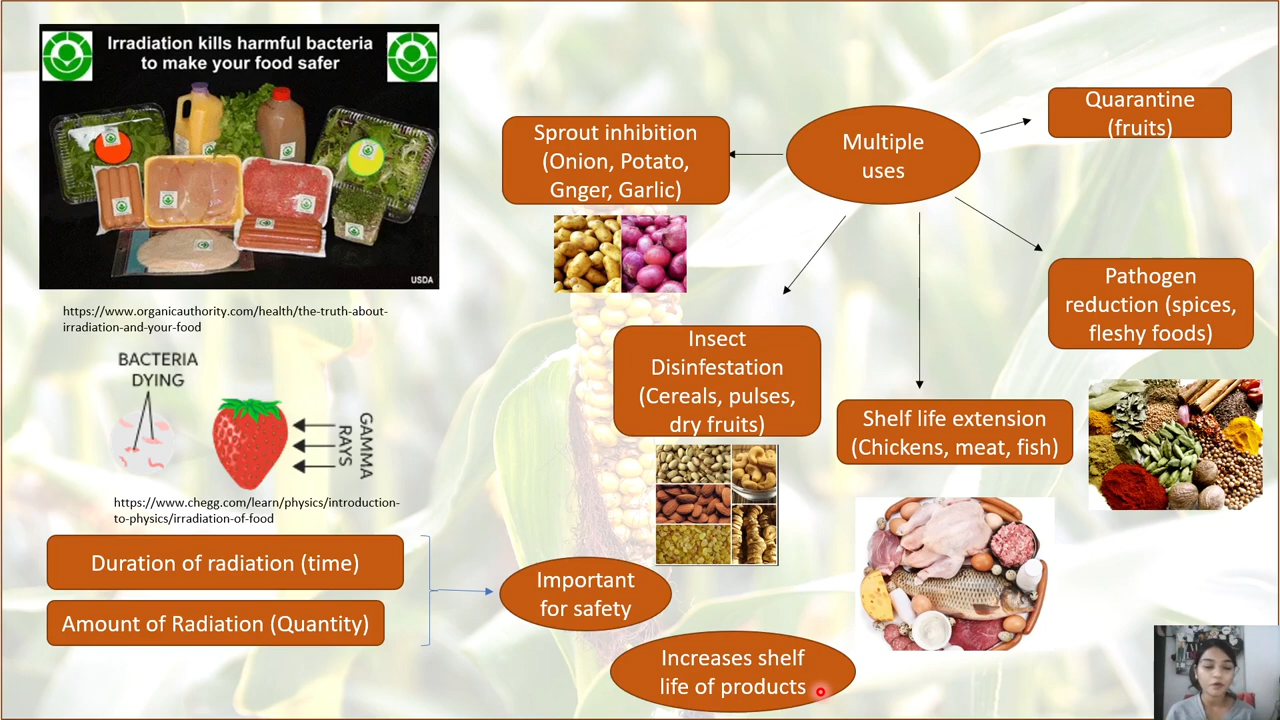 Irradiation kills harmful bacteria
to make your food safer
USDA
https://www.organicauthority.com/health/the-truth-about-
irradiation-and-your-food
BACTERIA
DYING
GAMMA
RAYS
https://www.chegg.com/learn/physics/introduction-
to-physics/irradiation-of-food
Duration of radiation (time)
Amount of Radiation (Quantity)
Important
for safety
Increases shelf
life of products
Multiple
uses
Sprout inhibition
(Onion, Potato,
Gnger, Garlic)
Insect
Disinfestation
(Cereals, pulses,
dry fruits)
Shelf life extension
(Chickens, meat, fish)
Quarantine
(fruits)
Pathogen
reduction (spices,
fleshy foods)